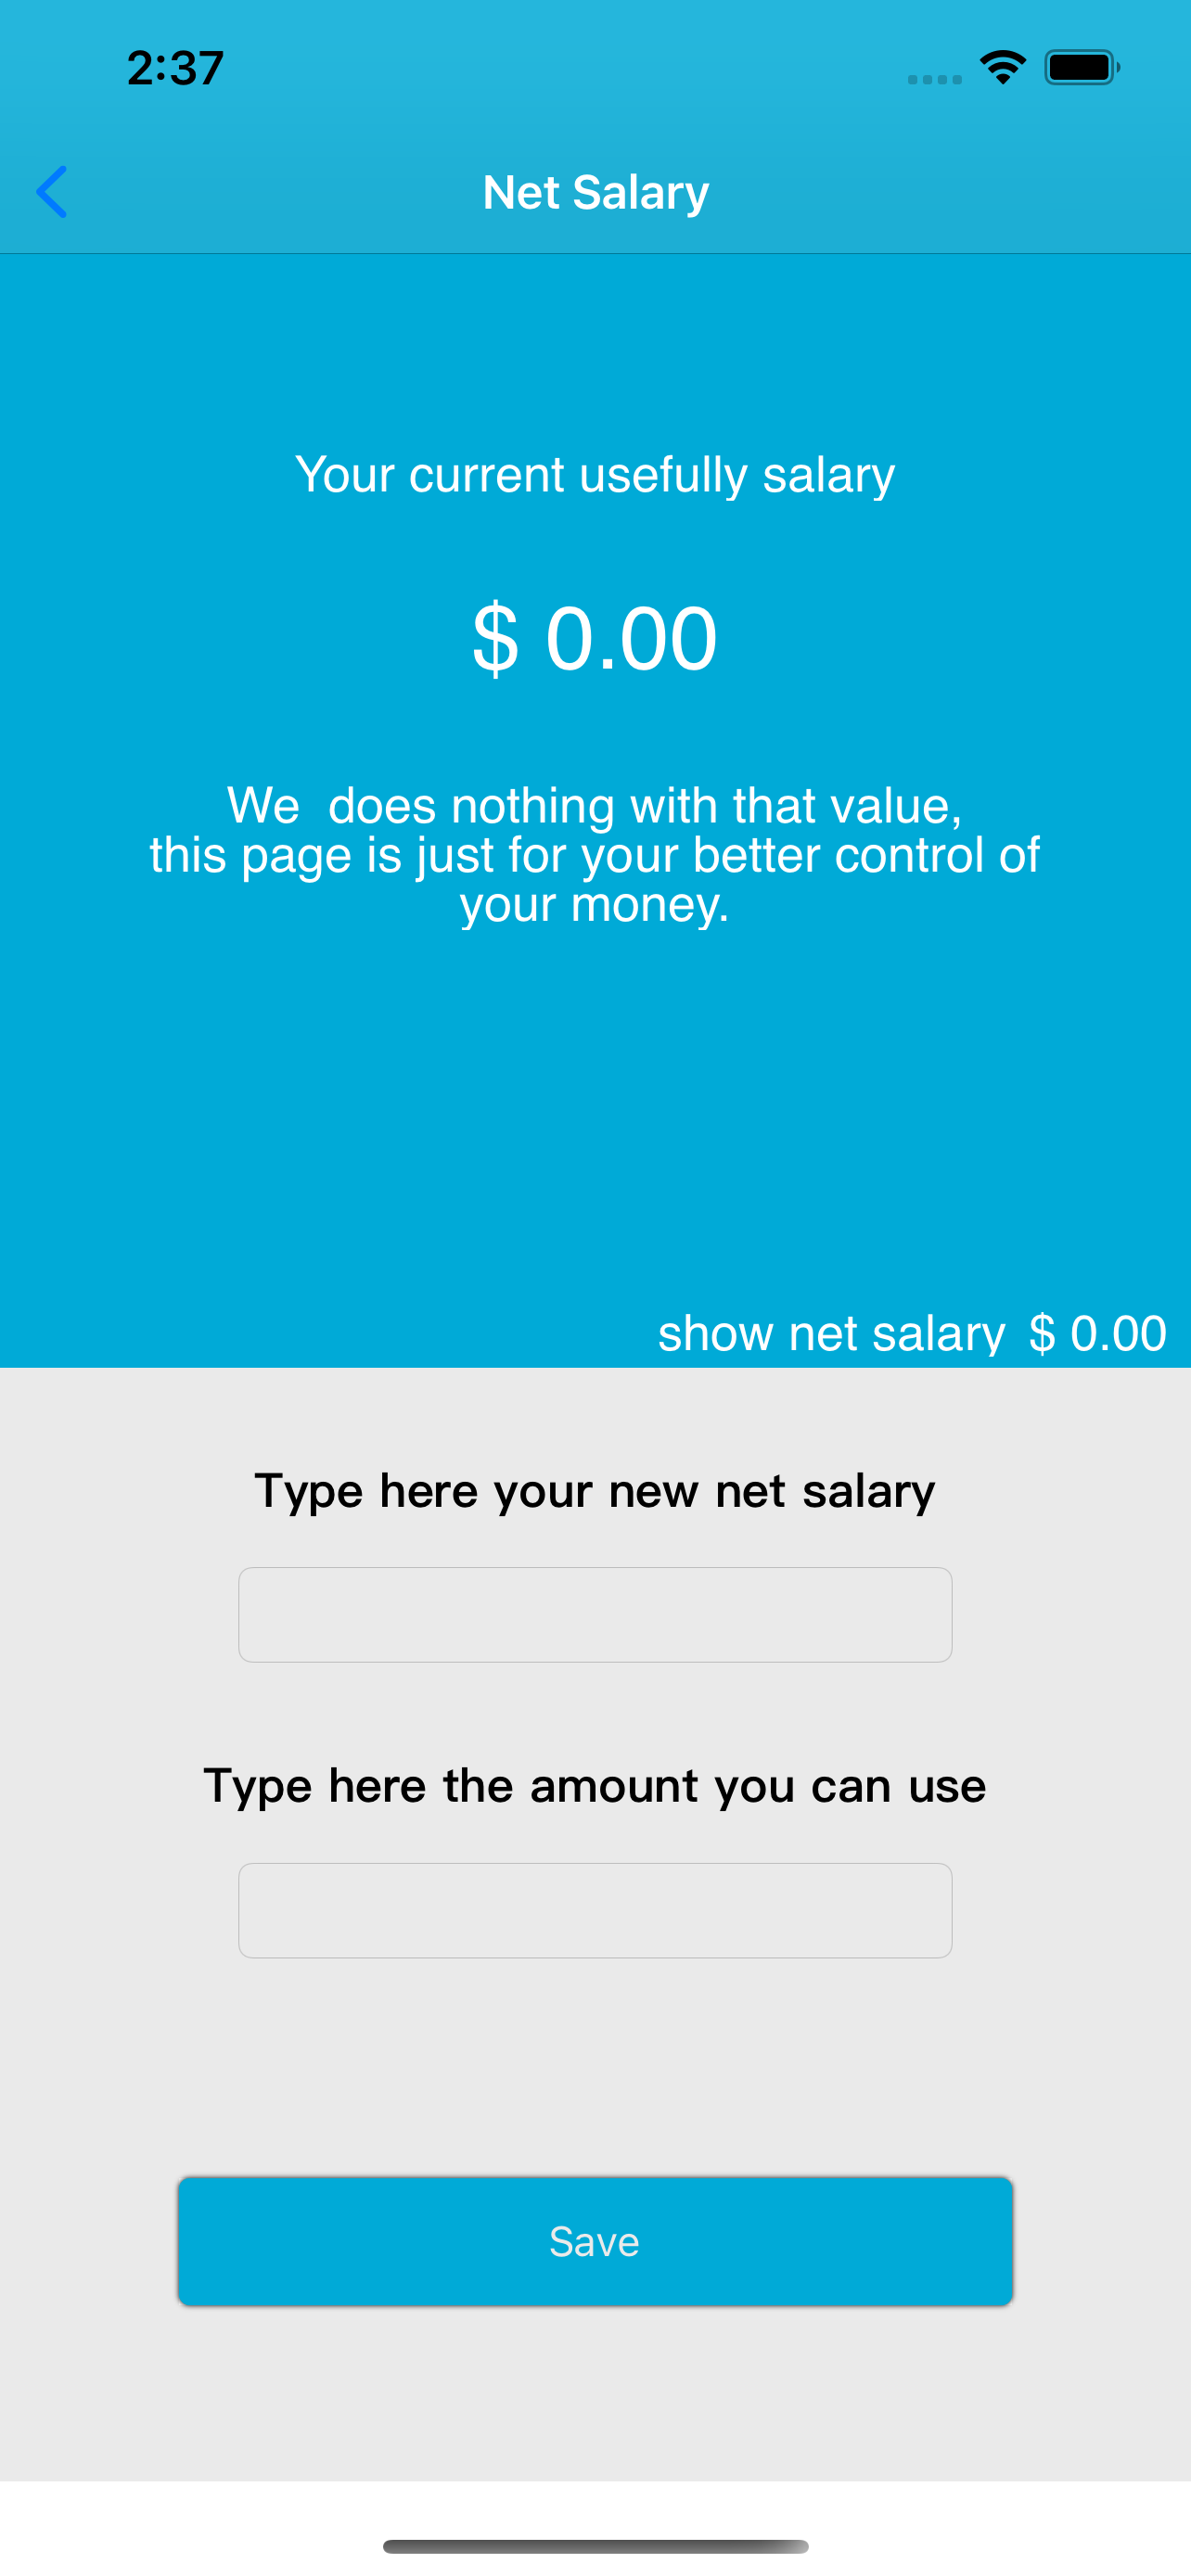 2:37
Net Salary
Your current usefully salary
$ 0.00
We  does nothing with that value,
this page is just for your better control of
your money.
show net salary  $ 0.00
Type here your new net salary
Type here the amount you can use
Save